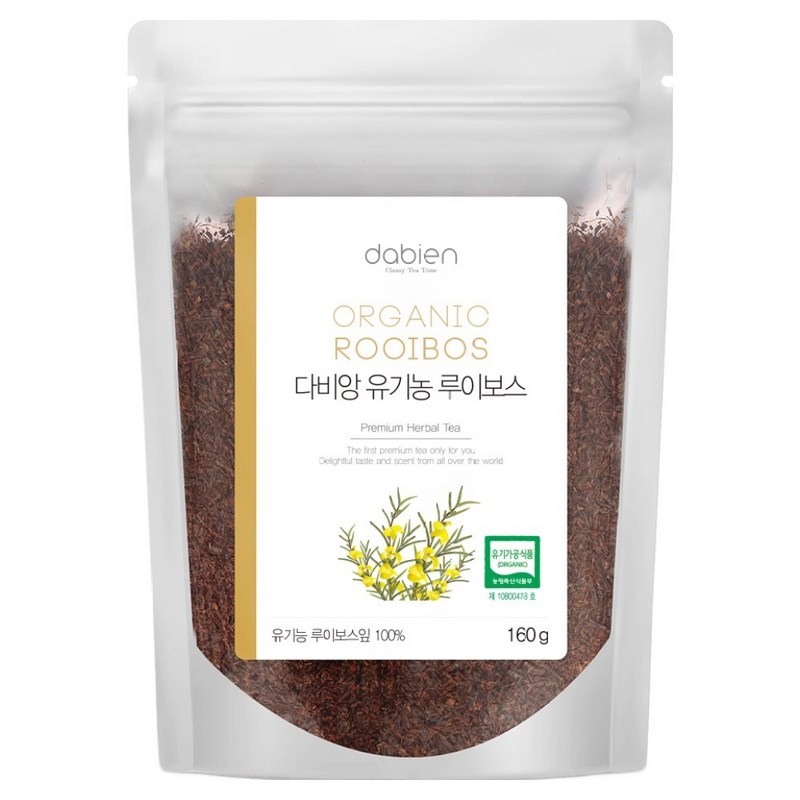 dabien
Classy Tea Time
ORGANIC
ROOIBOS
다비앙 유기농 루이보스
Premium Herbal Tea
The first premium tea only for you
Delightful taste and scent from all over the world
유기가공식품
(ORGANIC)
농림축산식품부
제 10800478 호
유기능 루이보스잎 100%
160 g